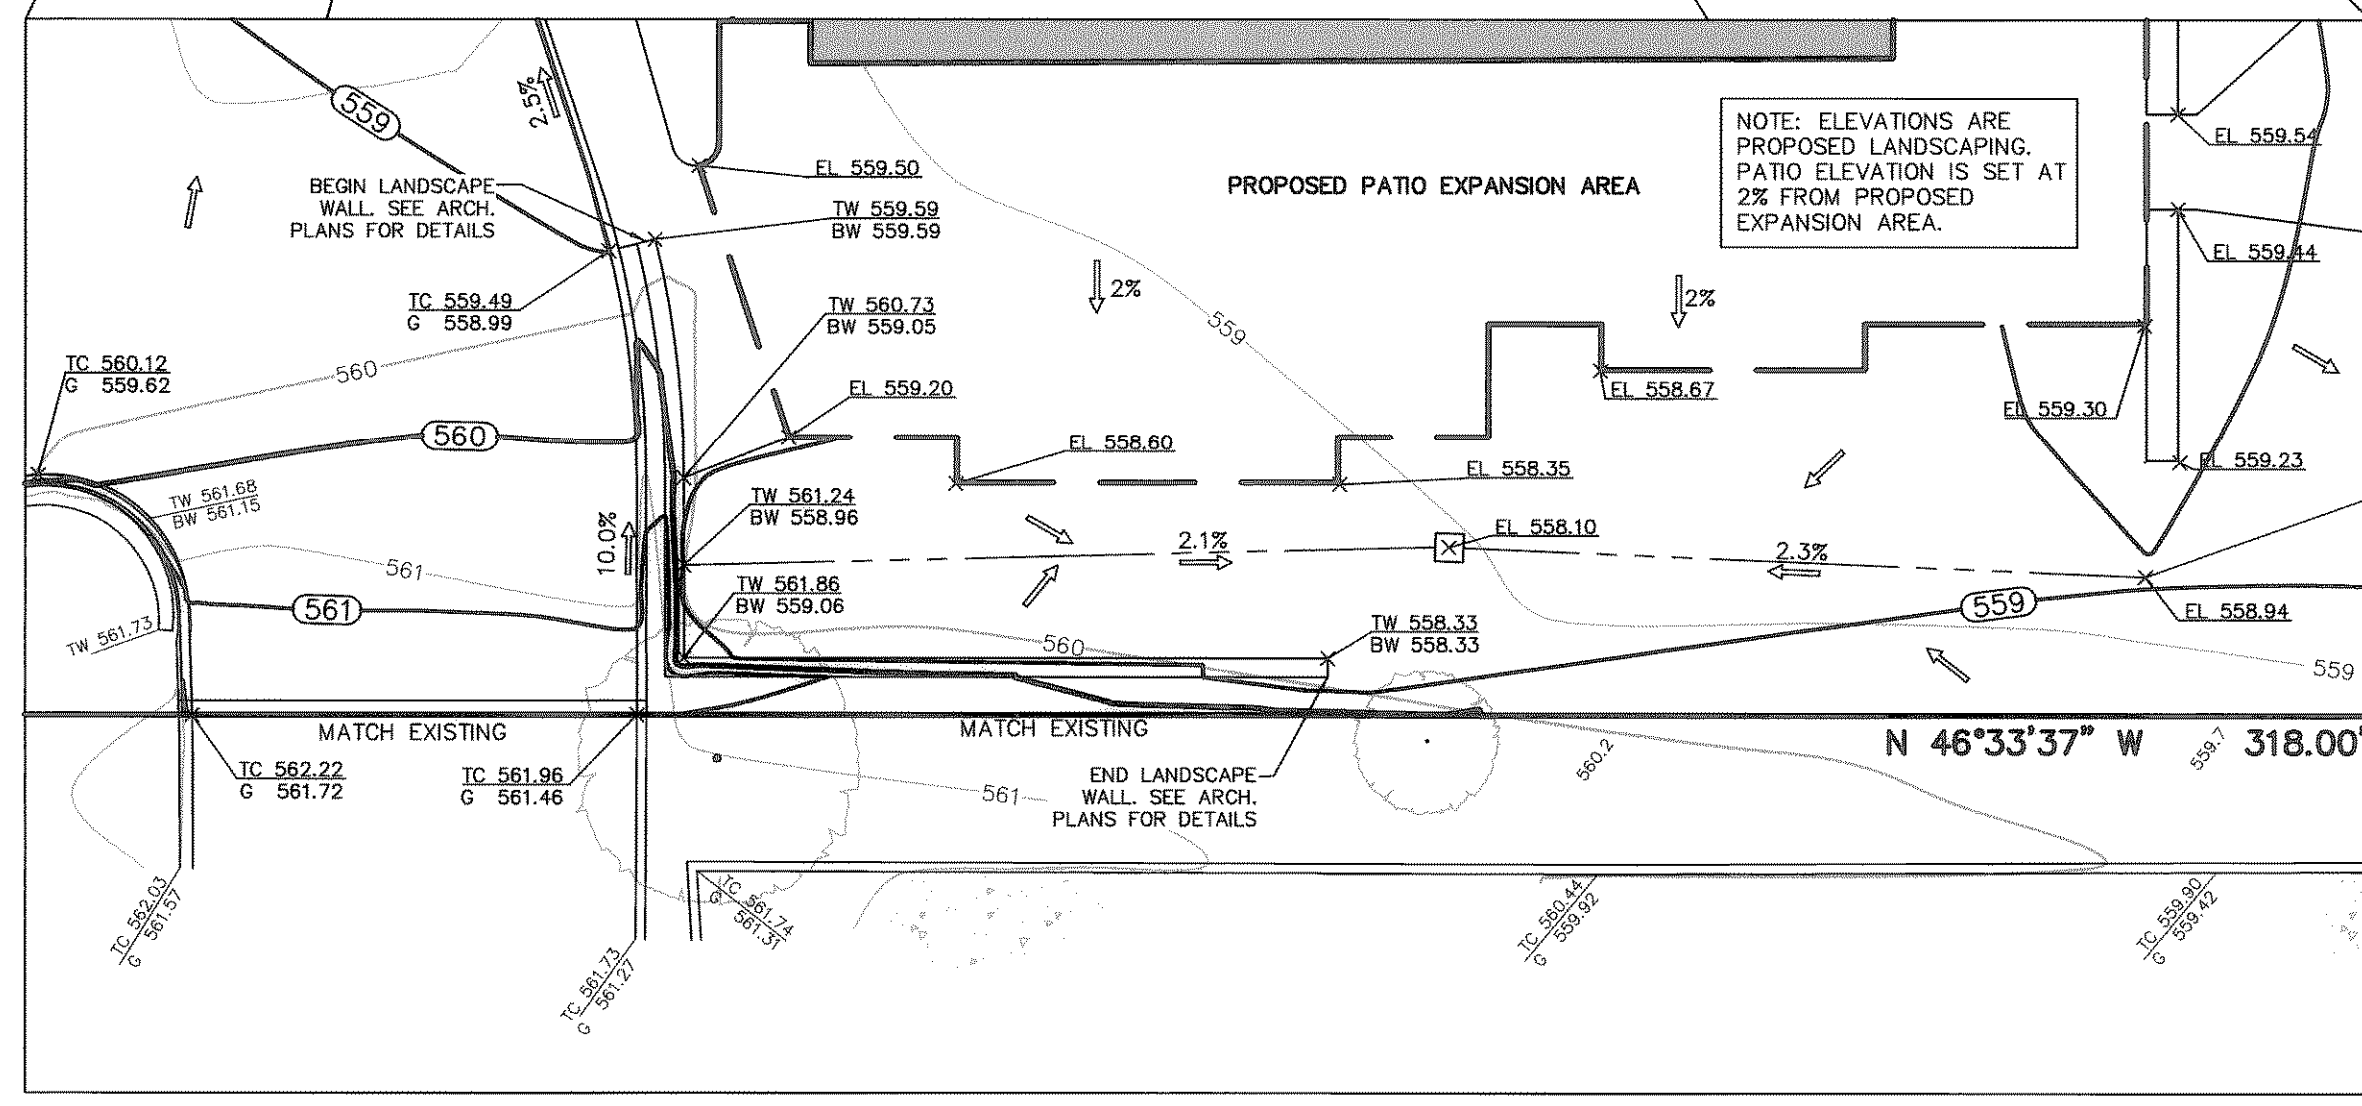 559
2.5%
BEGIN LANDSCAPE
WALL. SEE ARCH.
PLANS FOR DETAILS
EL 559.50
TW 559.59
BW 559.59
PROPOSED PATIO EXPANSION AREA
NOTE: ELEVATIONS ARE
PROPOSED LANDSCAPING.
PATIO ELEVATION IS SET AT
2% FROM PROPOSED
EXPANSION AREA.
EL 559.54
EL 559.44
TC 559.49
G 558.99
TW 560.73
BW 559.05
2%
2%
559
TC 560.12
G 559.62
560
EL 559.20
EL 558.67
EL 559.30
560
EL 558.60
EL 558.35
EL 559.23
TW 561.68
BW 561.15
TW 561.24
BW 558.96
10.0%
2.1%
EL 558.10
2.3%
561
561
TW 561.86
BW 559.06
559
EL 558.94
TW 561.73
560
TW 558.33
BW 558.33
559
MATCH EXISTING
MATCH EXISTING
N 46°33'37" W 318.00'
560.2
559.7
TC 562.22
G 561.72
TC 561.96
G 561.46
561
END LANDSCAPE
WALL. SEE ARCH.
PLANS FOR DETAILS
TC 562.03
G 561.57
TC 561.73
G 561.27
TC 561.74
G 561.31
TC 560.44
G 559.92
TC 559.90
G 559.42